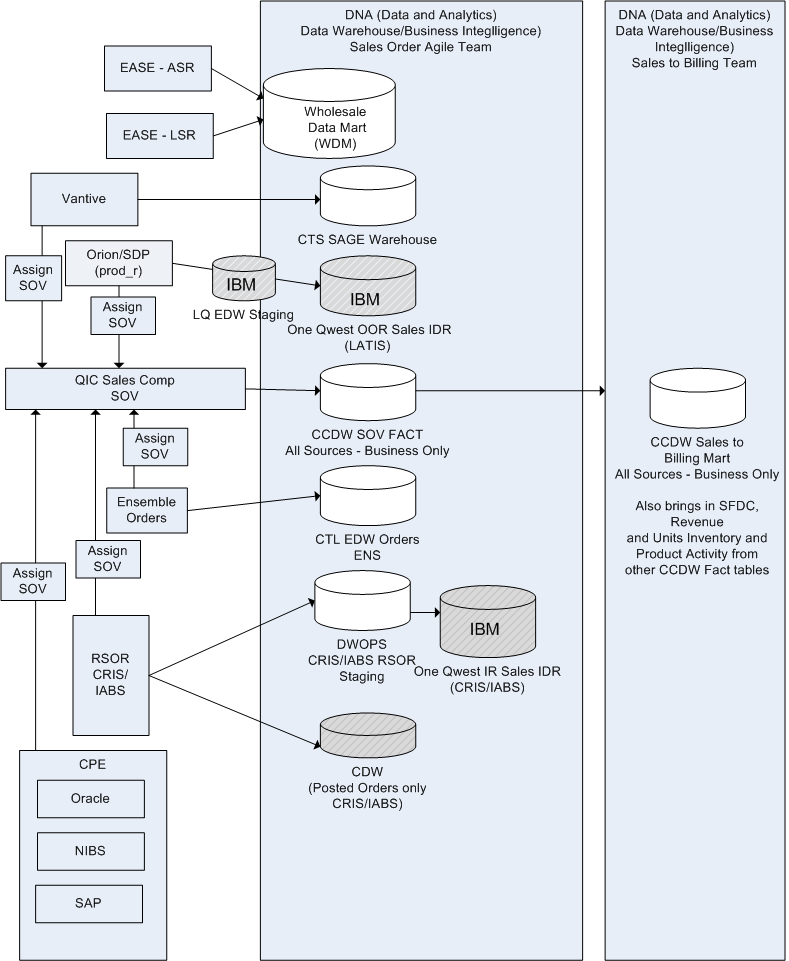 DNA (Data and Analytics)
Data Warehouse/Business Integlligence)
Sales Order Agile Team
DNA (Data and Analytics)
Data Warehouse/Business
Integlligence)
Sales to Billing Team
EASE - ASR
EASE - LSR
Wholesale
Data Mart
(WDM)
Vantive
CTS SAGE Warehouse
Assign
SOV
Orion/SDP
(prod_r)
Assign
SOV
IBM
LQ EDW Staging
IBM
One Qwest OOR Sales IDR
(LATIS)
QIC Sales Comp
SOV
CCDW SOV FACT
All Sources - Business Only
CCDW Sales to
Billing Mart
All Sources - Business Only
Also brings in SFDC,
Revenue
and Units Inventory and
Product Activity from
other CCDW Fact tables
Assign
SOV
Ensemble
Orders
CTL EDW Orders
ENS
Assign
SOV
Assign
SOV
RSOR
CRIS/
IABS
DWOPS
CRIS/IABS RSOR
Staging
IBM
One Qwest IR Sales IDR
(CRIS/IABS)
CDW
(Posted Orders only
CRIS/IABS)
CPE
Oracle
NIBS
SAP